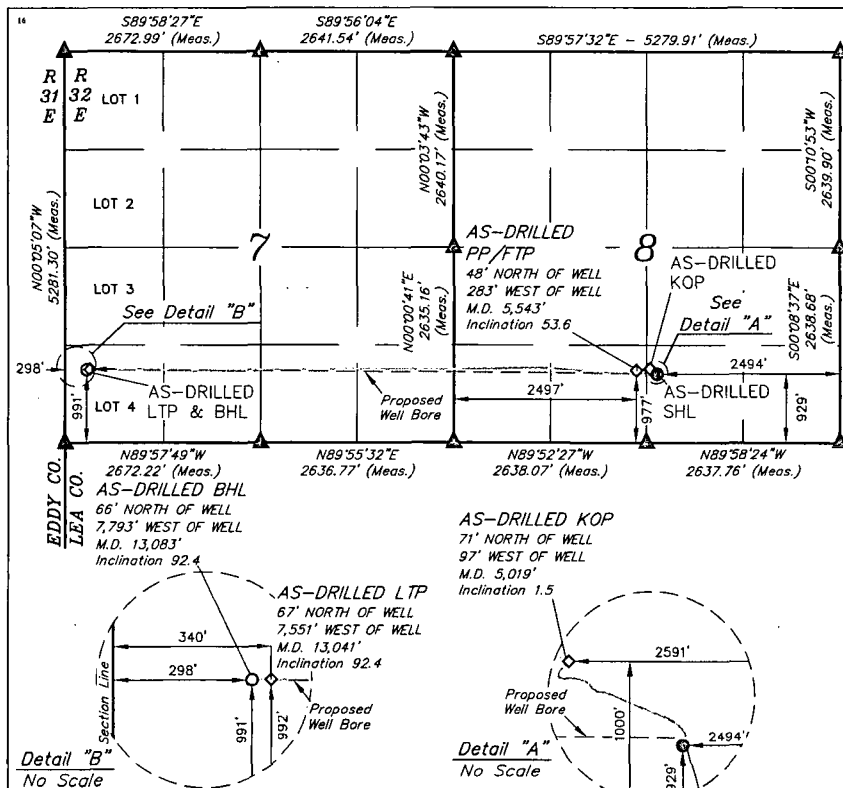 16
S89°58'27"E
2672.99' (Meas.)
S89°56'04"E
2641.54' (Meas.)
S89°57'32"E – 5279.91' (Meas.)
R
31
E
R
32
E
LOT 1
LOT 2
LOT 3
LOT 4
7
8
N00°05'07"W
5281.30' (Meas.)
N00°03'43"W
2640.17' (Meas.)
N00°00'41"E
2635.16'
(Meas.)
S00°10'53"W
2639.90' (Meas.)
S00°08'37"E
2638.68'
(Meas.)
AS-DRILLED
PP/FTP
48' NORTH OF WELL
283' WEST OF WELL
M.D. 5,543'
Inclination 53.6
AS-DRILLED
KOP
See
Detail "A"
See Detail "B"
298'
991'
AS-DRILLED
LTP & BHL
Proposed
Well Bore
2497'
977'
2494'
AS-DRILLED
SHL
929'
N89°57'49"W
2672.22' (Meas.)
N89°55'32"E
2636.77' (Meas.)
N89°52'27"W
2638.07' (Meas.)
N89°58'24"W
2637.76' (Meas.)
EDDY CO.
LEA CO.
AS-DRILLED BHL
66' NORTH OF WELL
7,793' WEST OF WELL
M.D. 13,083'
Inclination 92.4
AS-DRILLED LTP
67' NORTH OF WELL
7,551' WEST OF WELL
M.D. 13,041'
Inclination 92.4
340'
298'
Section Line
991'
992'
Proposed
Well Bore
Detail "B"
No Scale
AS-DRILLED KOP
71' NORTH OF WELL
97' WEST OF WELL
M.D. 5,019'
Inclination 1.5
2591'
1000'
Proposed
Well Bore
2494'
929'
Detail "A"
No Scale